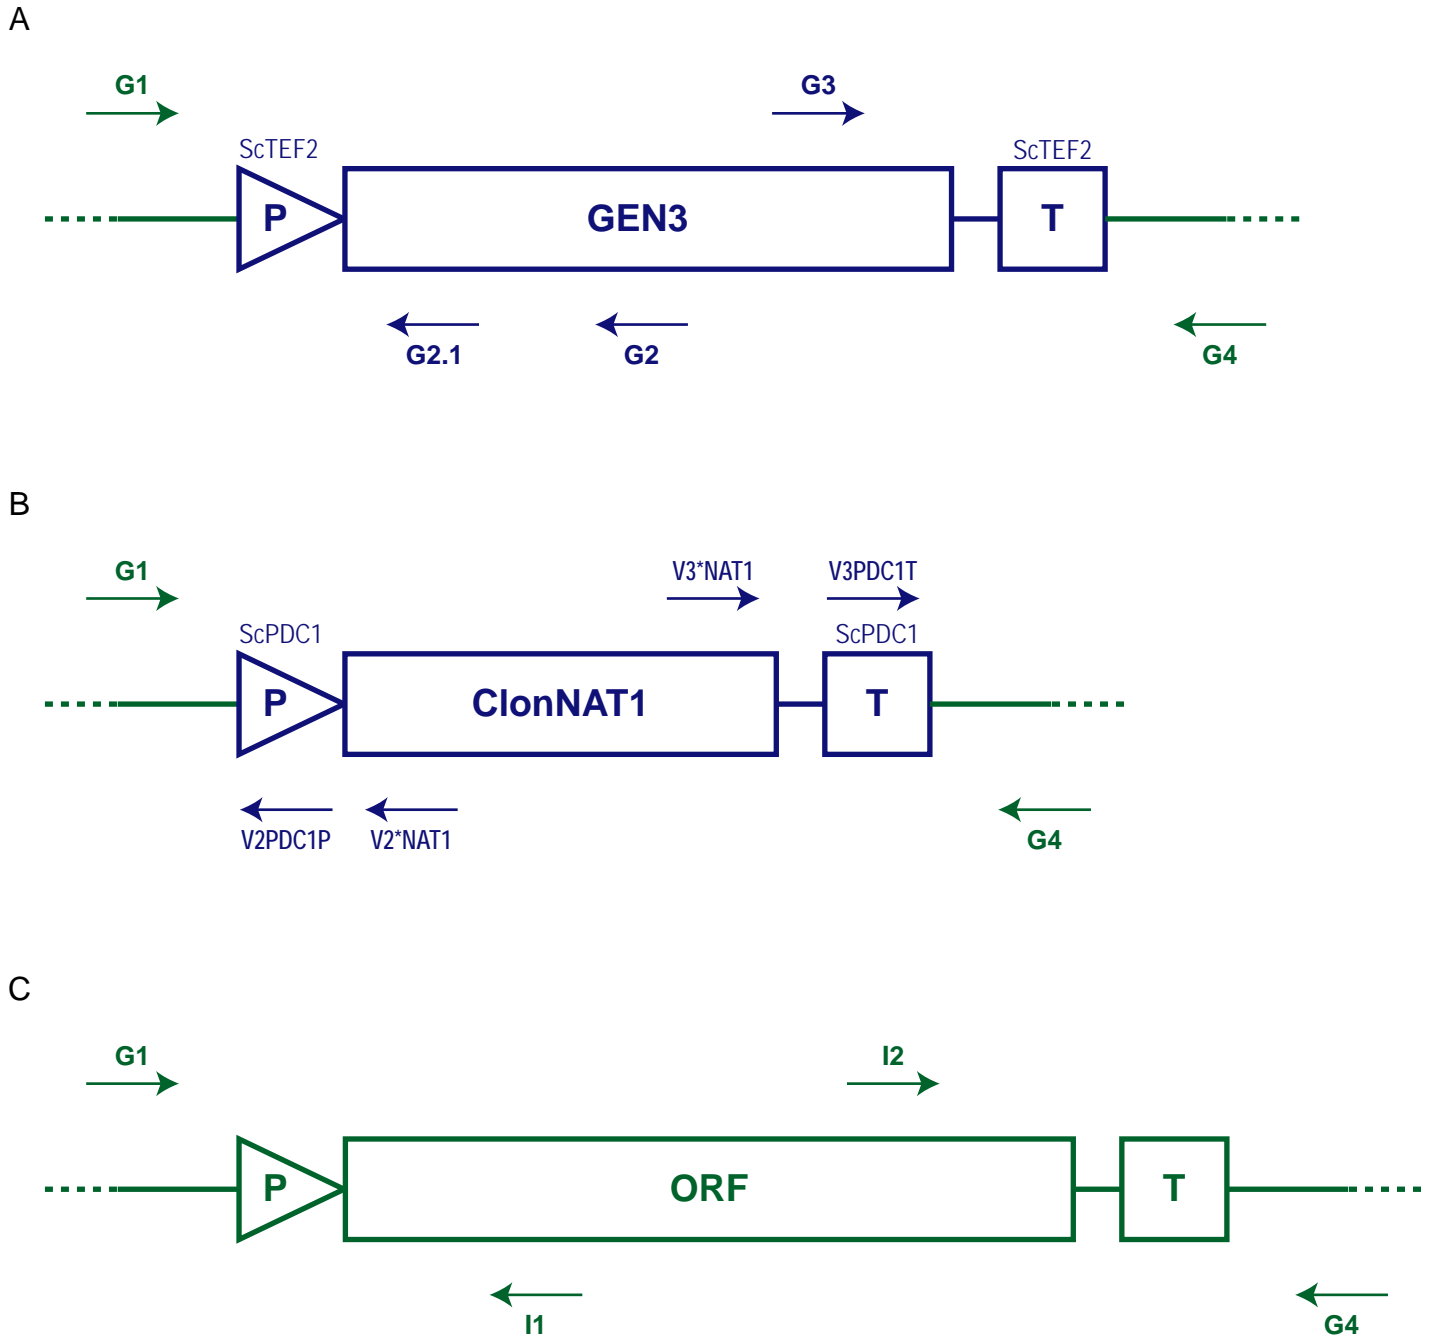 A
G1
G3
ScTEF2
ScTEF2
P
GEN3
T
G2.1
G2
G4
B
G1
V3*NAT1
V3PDC1T
ScPDC1
ScPDC1
P
ClonNAT1
T
V2PDC1P
V2*NAT1
G4
C
G1
I2
P
ORF
T
I1
G4